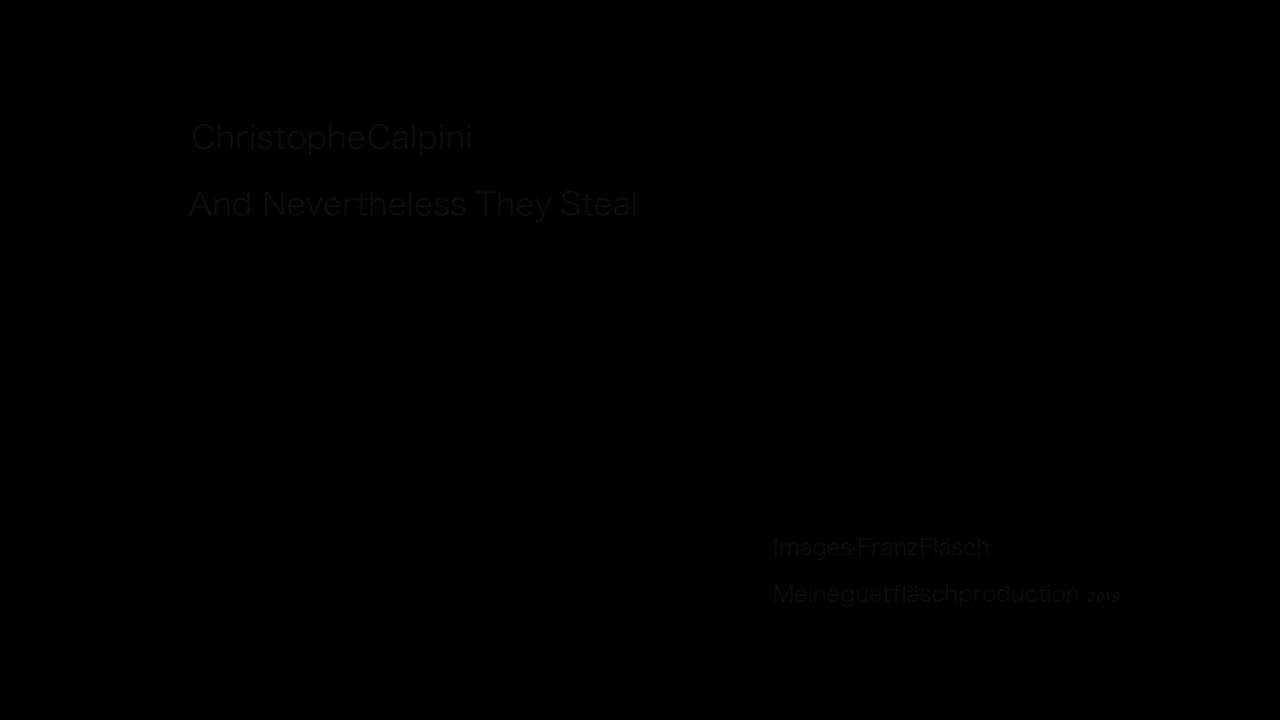 ChristopheCalpini
And Nevertheless They Steal
Images:FranzFläsch
Meineguetfläschproduction 2019